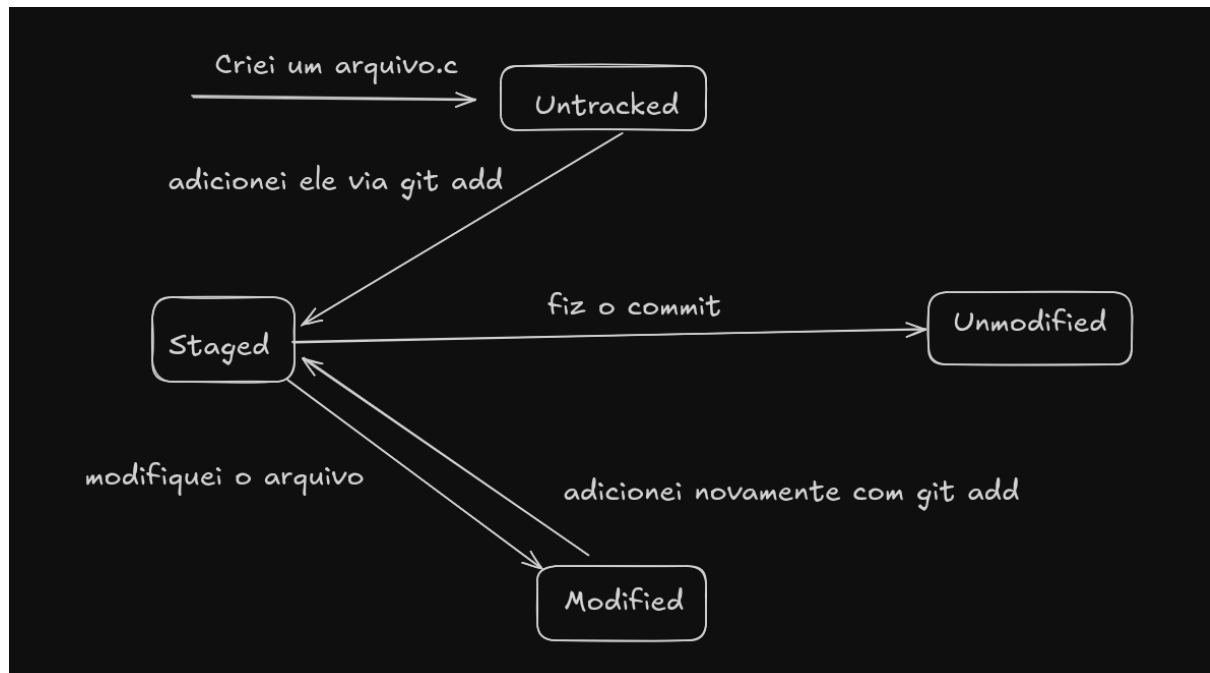 Criei um arquivo.c
Untracked
adicionei ele via git add
fiz o commit
Unmodified
Staged
modifiquei o arquivo
adicionei novamente com git add
Modified